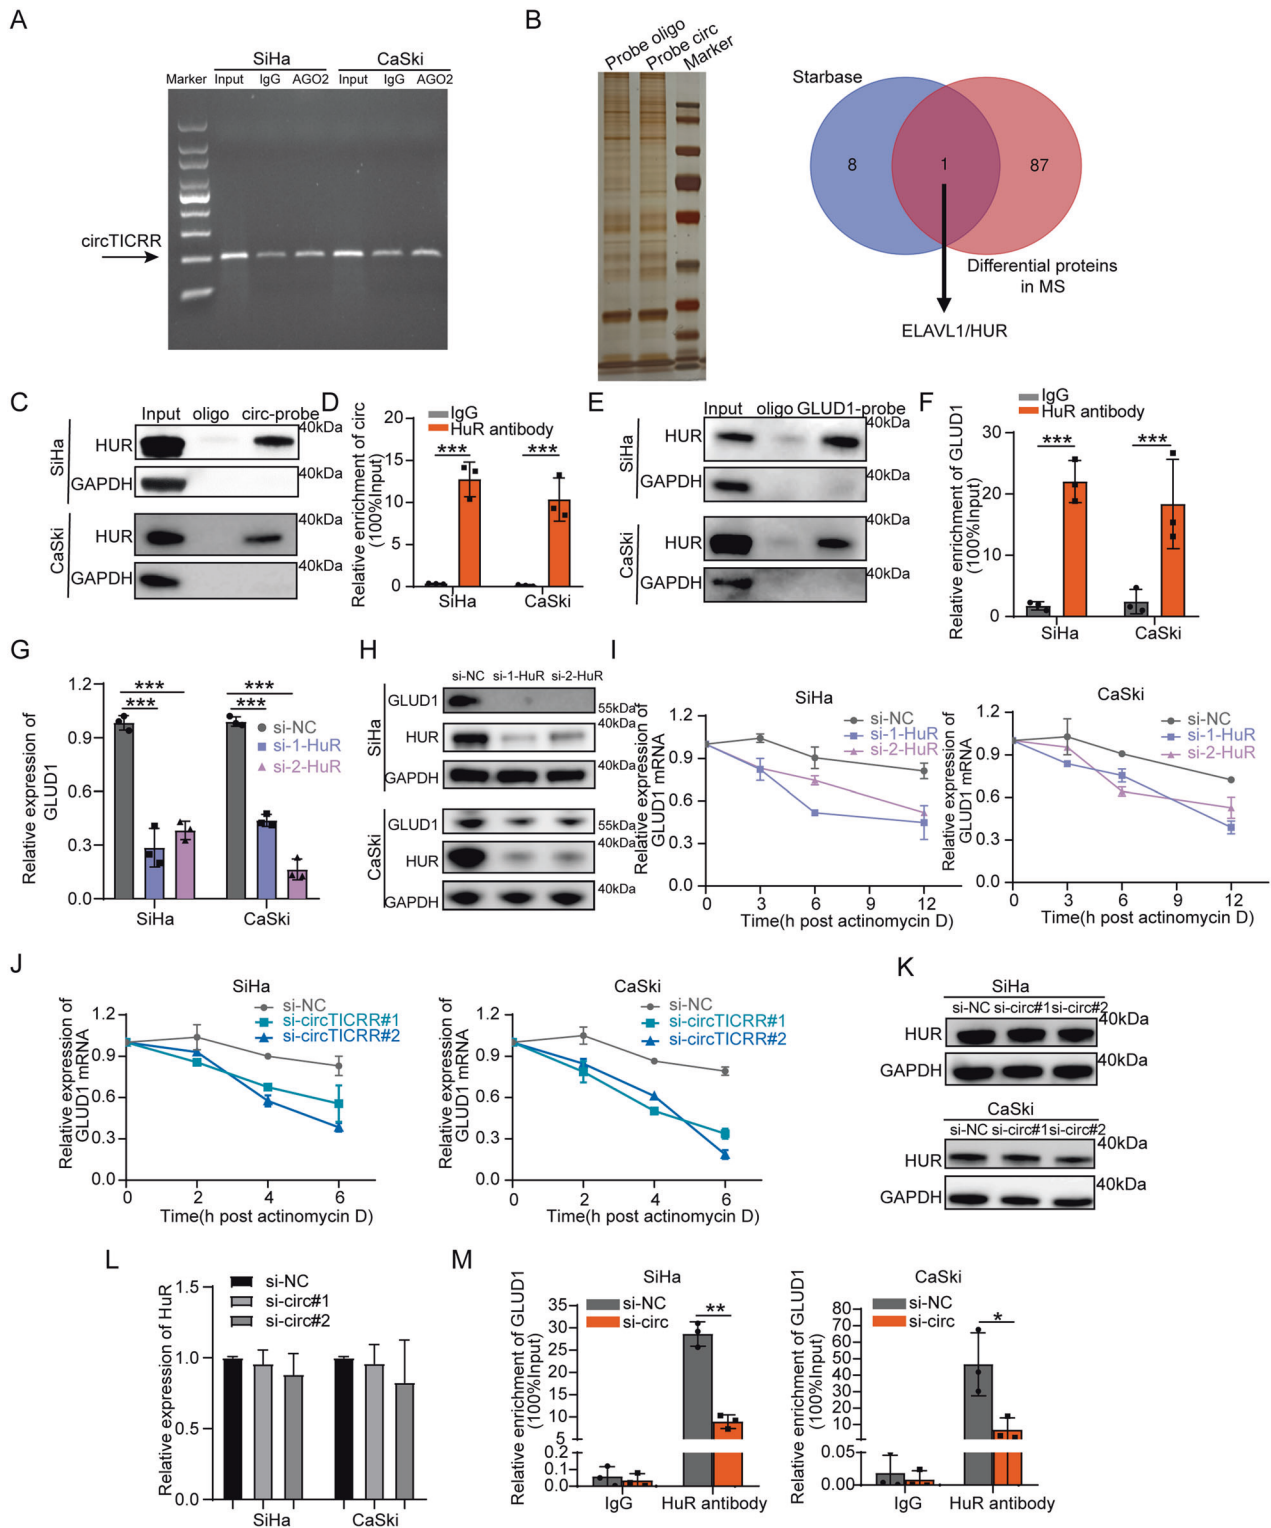 A
SiHa
CaSki
Marker Input IgG AGO2 Input IgG AGO2
circTICRR
B
Probe oligo
Probe circ
Marker
Starbase
8
1
87
Differential proteins
in MS
ELAVL1/HUR
C
Input oligo circ-probe
SiHa
HUR
40kDa
GAPDH
40kDa
CaSki
HUR
40kDa
GAPDH
40kDa
D
IgG
HuR antibody
Relative enrichment of circ
(100%Input)
20
15
10
5
0
***
***
SiHa
CaSki
E
Input oligo GLUD1-probe
SiHa
HUR
40kDa
GAPDH
40kDa
CaSki
HUR
40kDa
GAPDH
40kDa
F
IgG
HuR antibody
Relative enrichment of GLUD1
(100%Input)
30
20
10
0
***
***
SiHa
CaSki
G
Relative expression of
GLUD1
1.2
0.9
0.6
0.3
0.0
***
***
***
***
si-NC
si-1-HuR
si-2-HuR
SiHa
CaSki
H
si-NC si-1-HuR si-2-HuR
SiHa
GLUD1
55kDa
HUR
40kDa
GAPDH
40kDa
CaSki
GLUD1
55kDa
HUR
40kDa
GAPDH
40kDa
I
SiHa
Relative expression of
GLUD1 mRNA
1.2
0.9
0.6
0.3
0.0
si-NC
si-1-HuR
si-2-HuR
0 3 6 9 12
Time(h post actinomycin D)
CaSki
Relative expression of
GLUD1 mRNA
1.2
0.9
0.6
0.3
0.0
si-NC
si-1-HuR
si-2-HuR
0 3 6 9 12
Time(h post actinomycin D)
J
SiHa
Relative expression of
GLUD1 mRNA
1.2
0.9
0.6
0.3
0.0
si-NC
si-circTICRR#1
si-circTICRR#2
0 2 4 6
Time(h post actinomycin D)
CaSki
Relative expression of
GLUD1 mRNA
1.2
0.9
0.6
0.3
0.0
si-NC
si-circTICRR#1
si-circTICRR#2
0 2 4 6
Time(h post actinomycin D)
K
SiHa
si-NC si-circ#1 si-circ#2
HUR
40kDa
GAPDH
40kDa
CaSki
si-NC si-circ#1 si-circ#2
HUR
40kDa
GAPDH
40kDa
L
Relative expression of HuR
1.5
1.0
0.5
0.0
si-NC
si-circ#1
si-circ#2
SiHa
CaSki
M
SiHa
Relative enrichment of GLUD1
(100%Input)
35
30
25
20
15
10
5
0.2
0.1
0.0
si-NC
si-circ
**
IgG
HuR antibody
CaSki
Relative enrichment of GLUD1
(100%Input)
80
70
60
50
40
30
20
10
0.05
0.00
si-NC
si-circ
*
IgG
HuR antibody